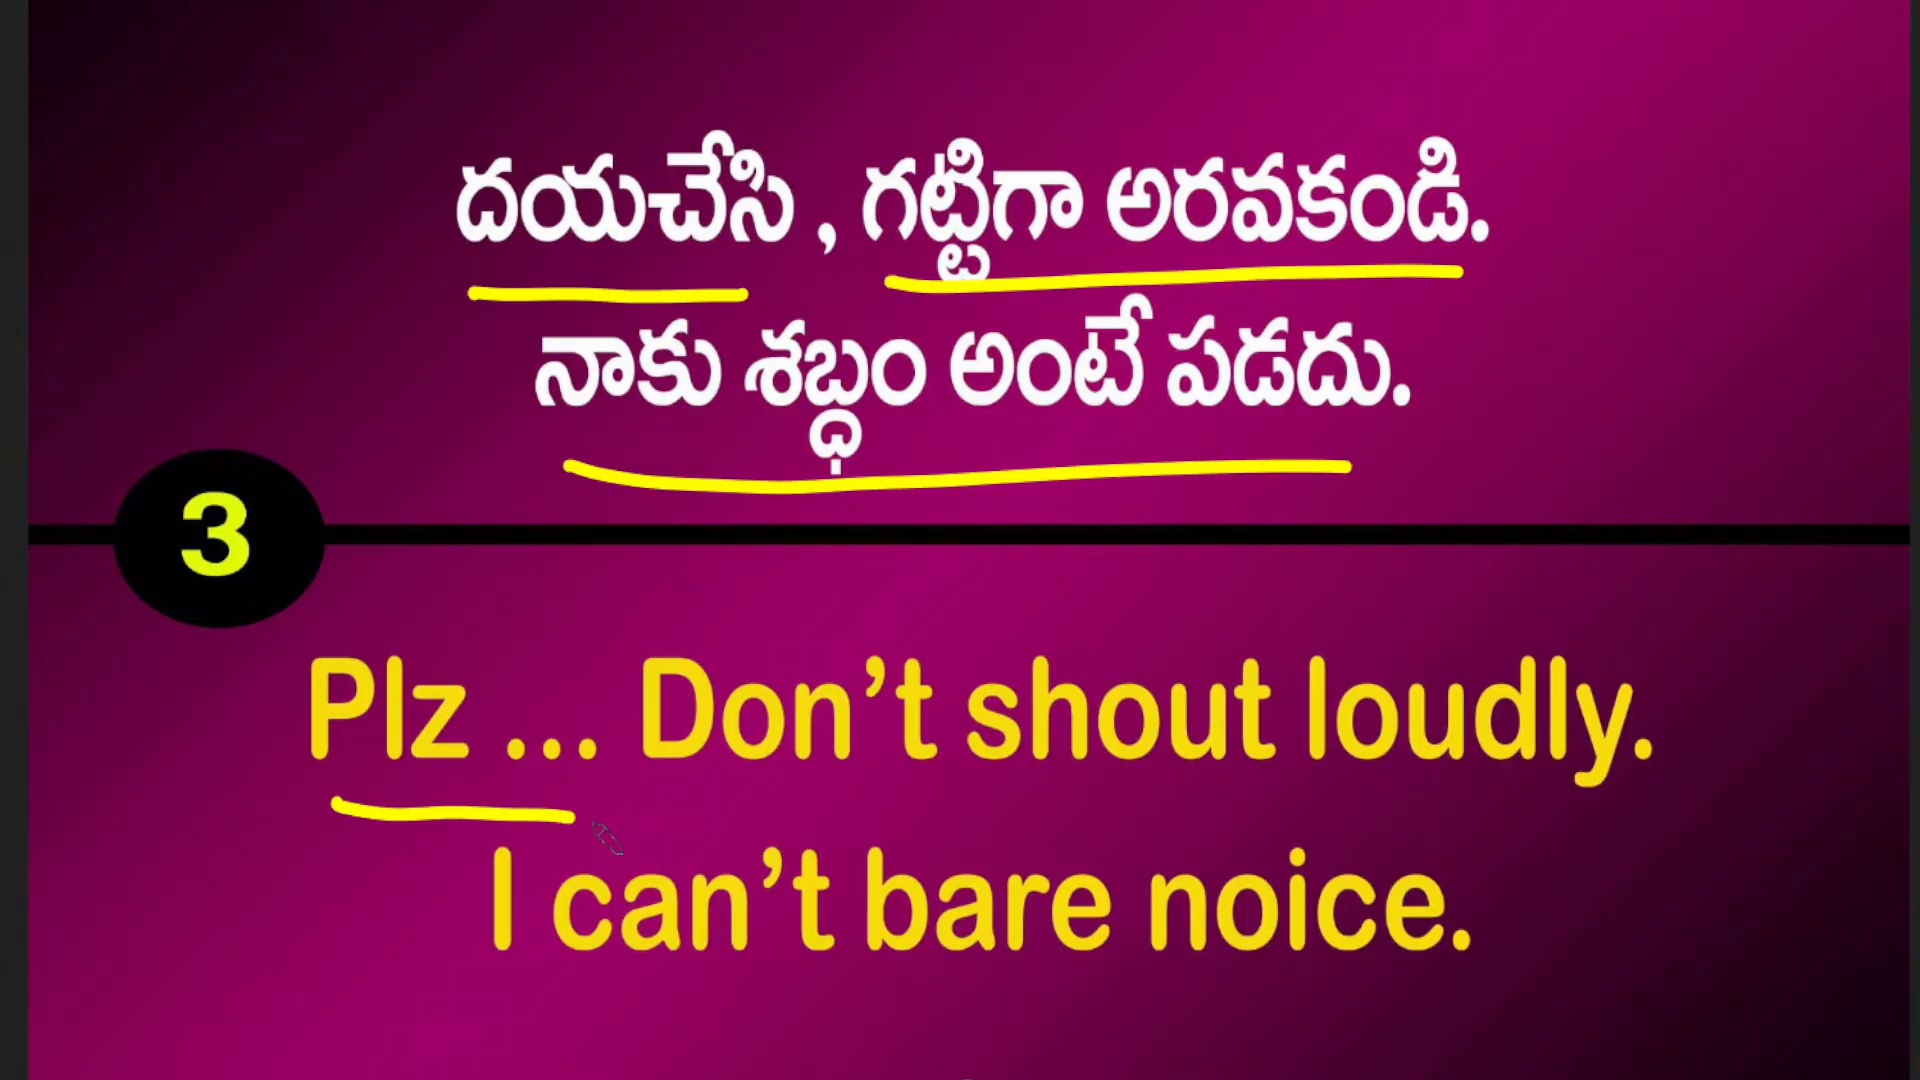 దయచేసి , గట్టిగా అరవకండి.
నాకు శబ్ధం అంటే పడదు.
3
Plz ... Don’t shout loudly.
I can’t bare noice.